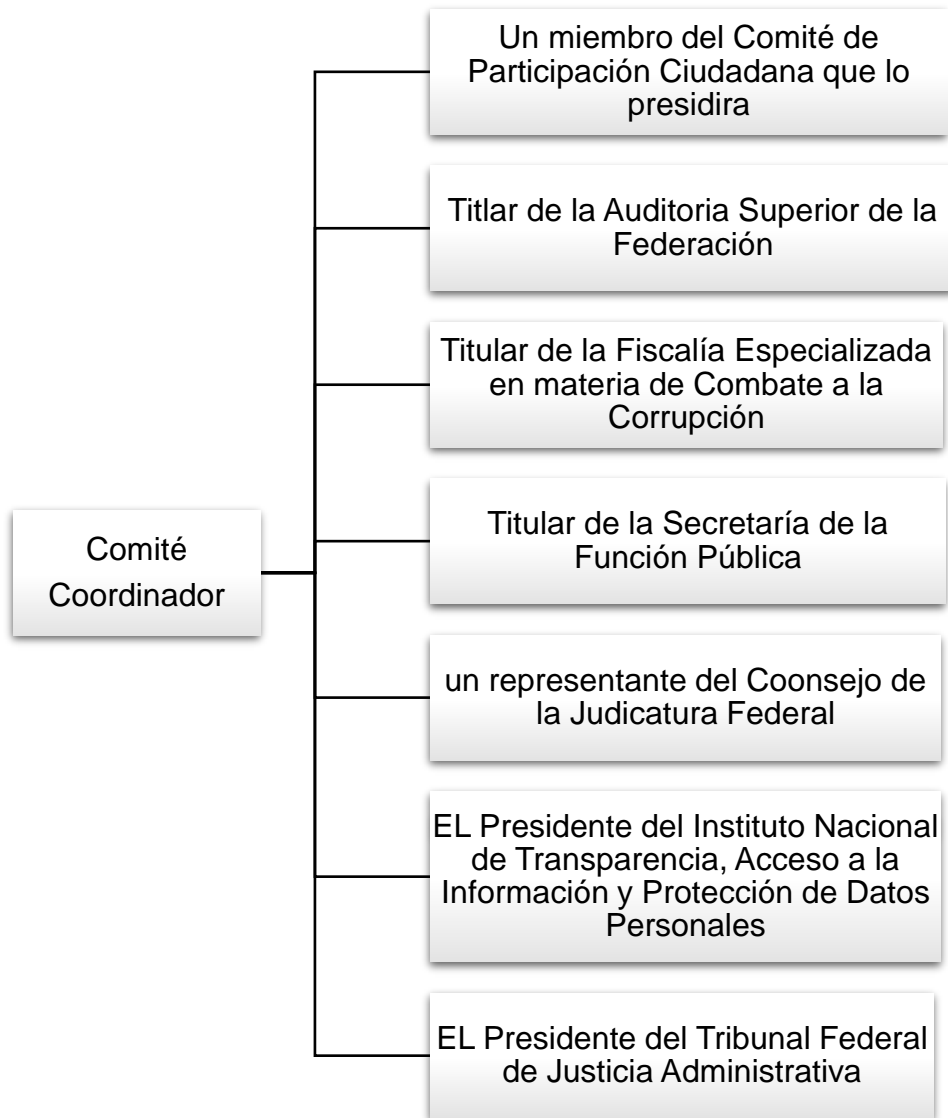 Un miembro del Comité de
Participación Ciudadana que lo
presidira
Titlar de la Auditoria Superior de la
Federación
Titular de la Fiscalía Especializada
en materia de Combate a la
Corrupción
Titular de la Secretaría de la
Función Pública
Comité
Coordinador
un representante del Coonsejo de
la Judicatura Federal
EL Presidente del Instituto Nacional
de Transparencia, Acceso a la
Información y Protección de Datos
Personales
EL Presidente del Tribunal Federal
de Justicia Administrativa